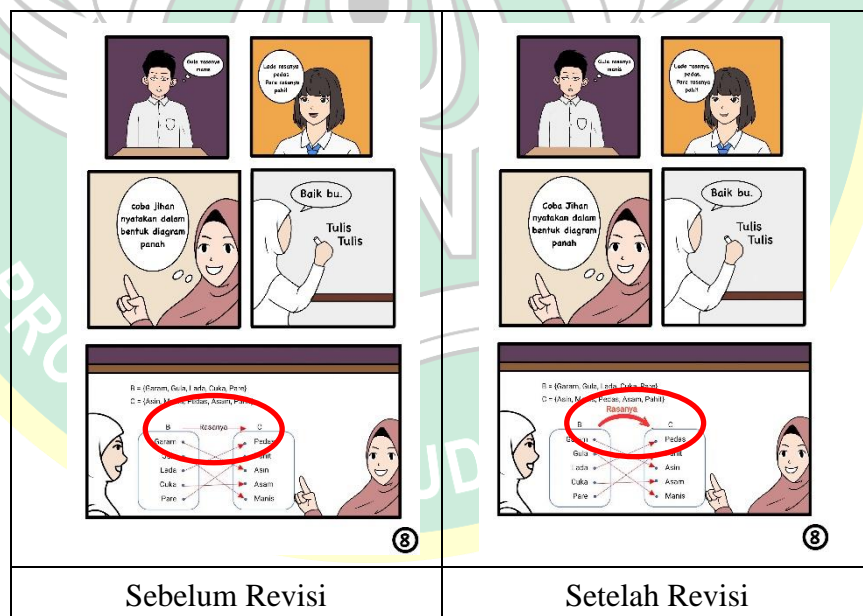 Gula rasanya
manis
Lada rasanya
pedas.
Pare rasanya
pahit
coba jihan
nyatakan dalam
bentuk diagram
panah
Baik bu.
Tulis
Tulis
B = {Garam, Gula, Lada, Cuka, Pare}
C = {Asin, Manis, Pedas, Asam,
B Rasanya C
Garam Pedas
Lada Asin
Cuka Asam
Pare Manis
8
Sebelum Revisi
Gula rasanya
manis
Lada rasanya
pedas.
Pare rasanya
pahit
Coba Jihan
nyatakan dalam
bentuk diagram
panah
Baik bu.
Tulis
Tulis
B = {Garam, Gula, Lada, Cuka, Pare}
C = {Asin, Manis, Pedas, Asam, Pahit}
Rasanya
B C
Garam Pedas
Gula
Lada Asin
Cuka Asam
Pare Manis
8
Setelah Revisi